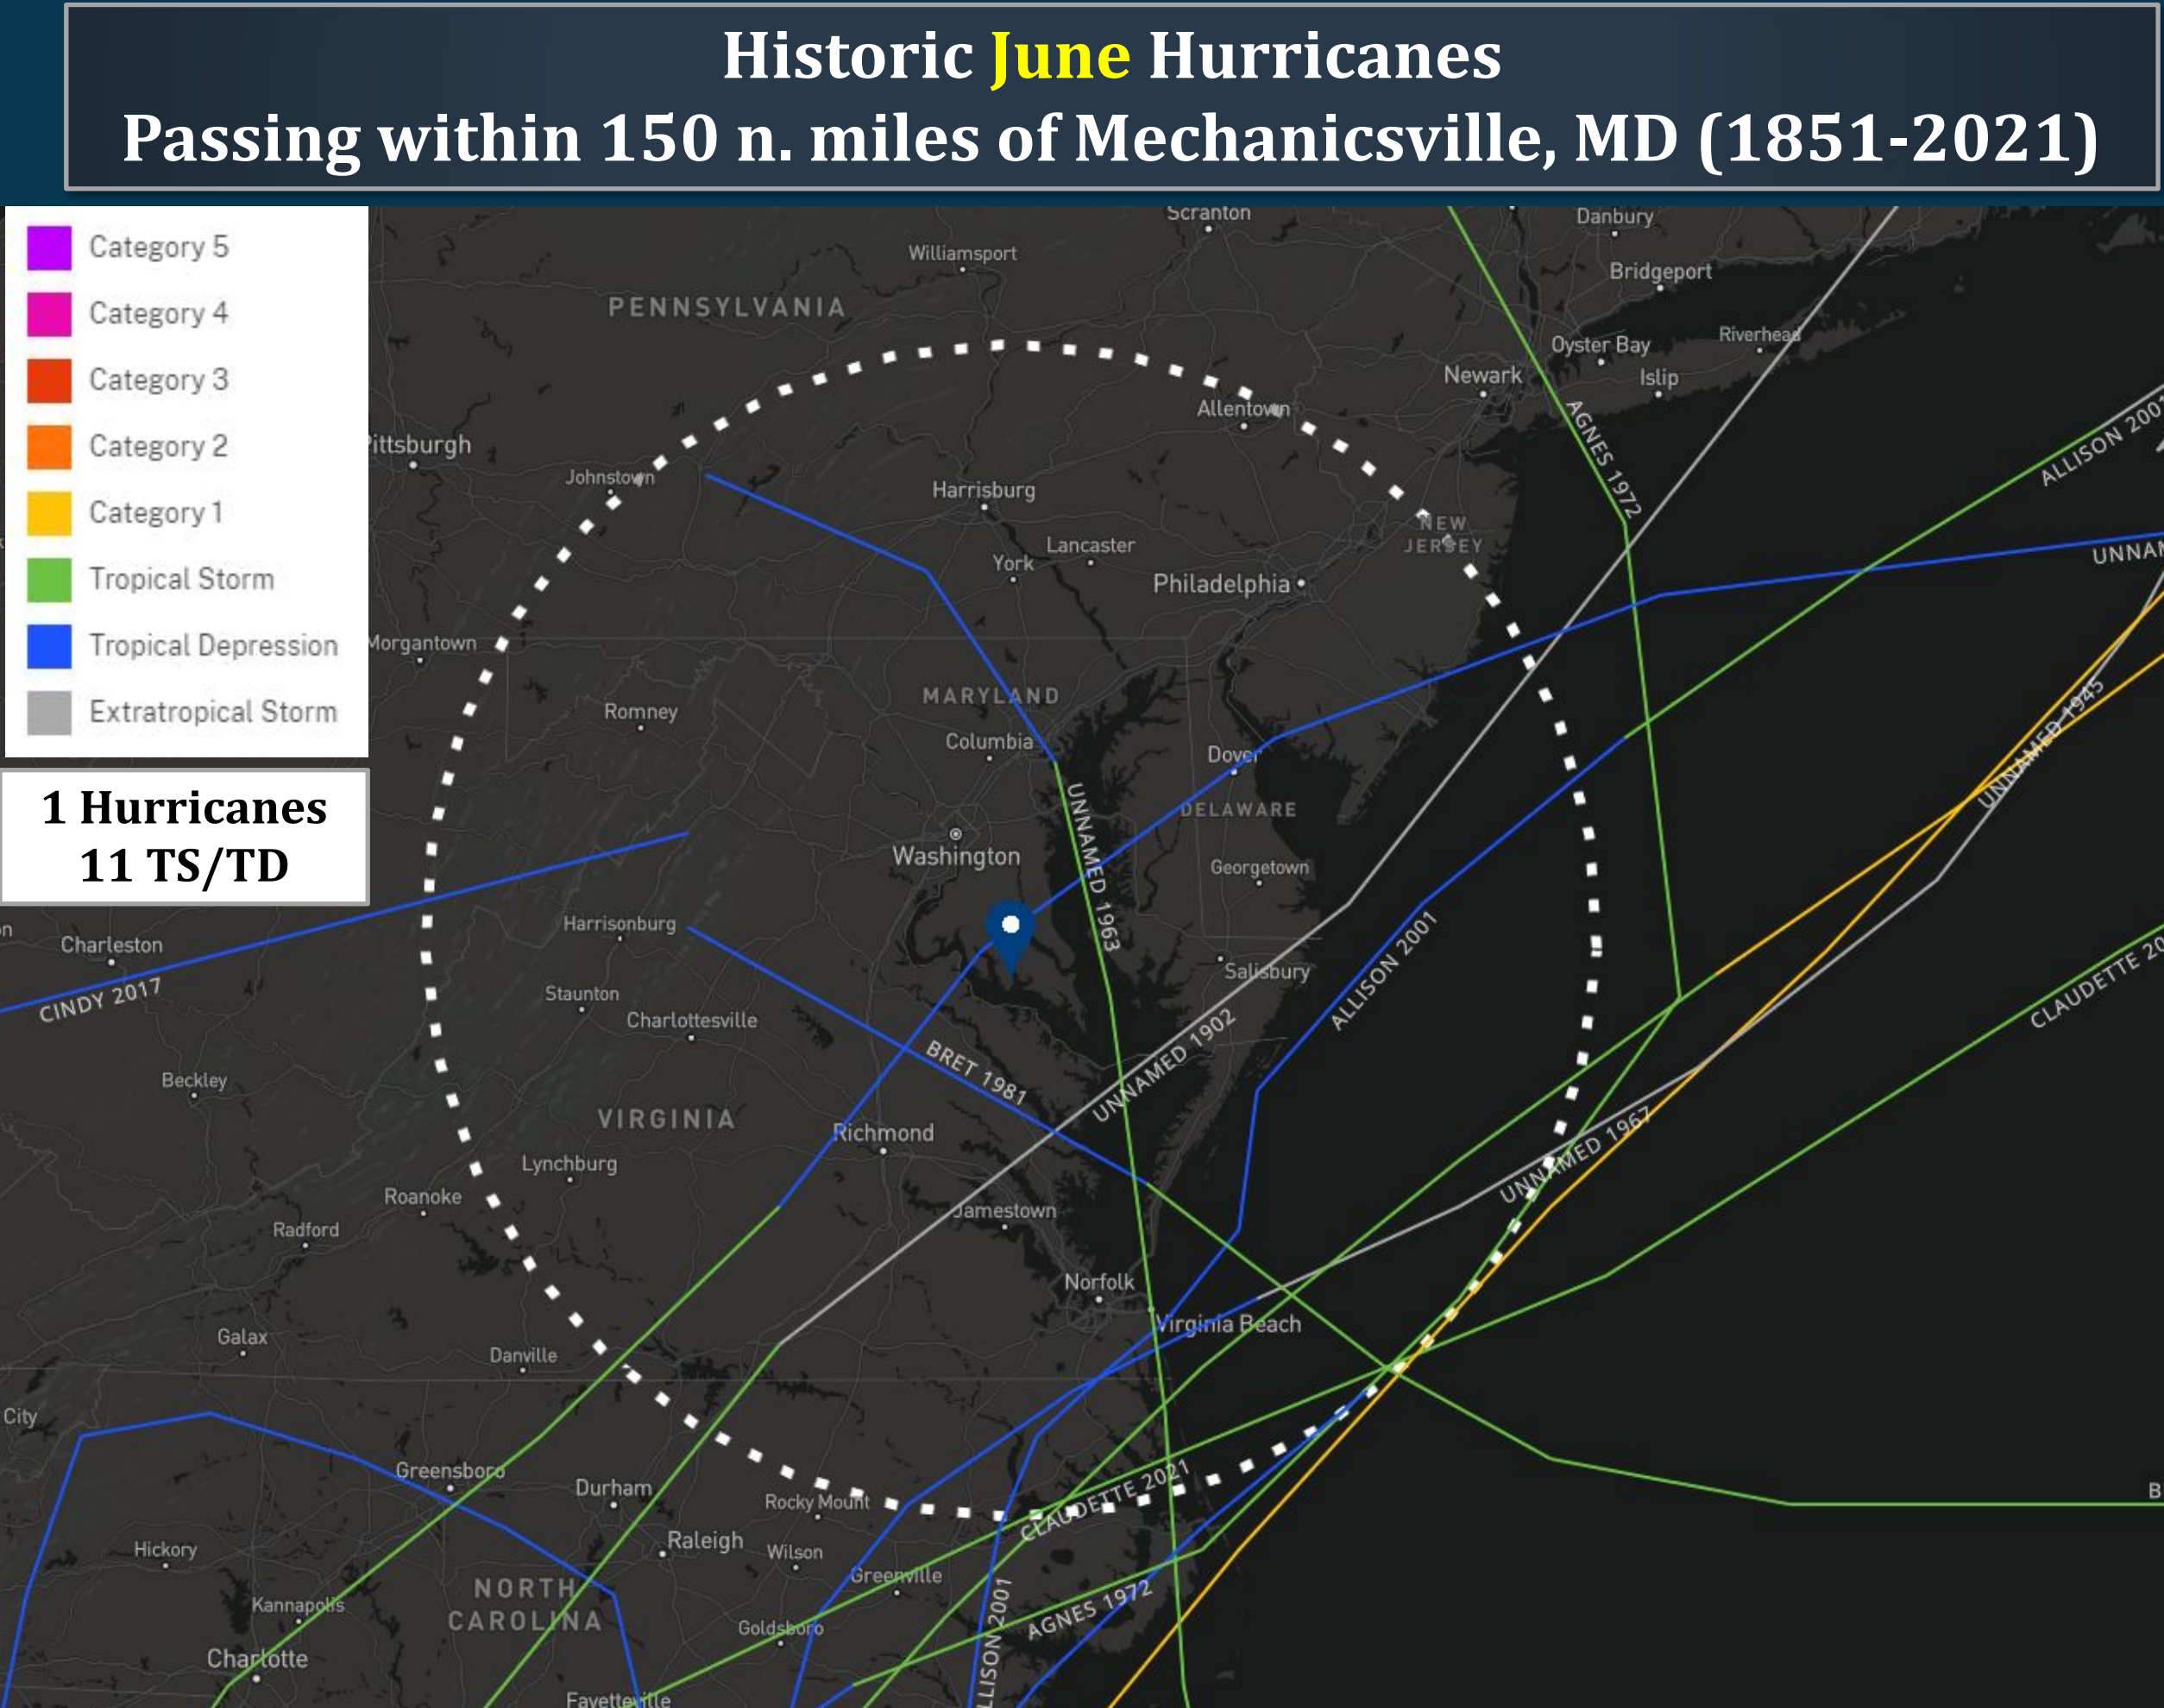 Historic June Hurricanes
Passing within 150 n. miles of Mechanicsville, MD (1851-2021)
Category 5
Category 4
Category 3
Category 2
Category 1
Tropical Storm
Tropical Depression
Extratropical Storm
1 Hurricanes
11 TS/TD
Scranton
Danbury
Williamsport
Bridgeport
PENNSYLVANIA
Riverhead
Oyster Bay
Newark
Islip
Allentown
AGNES 1972
ALLISON 2001
ittsburgh
Johnstown
Harrisburg
NEW
JERSEY
Lancaster
York
UNNAM
Philadelphia
Morgantown
MARYLAND
Romney
Columbia
Dover
UNNAMED 1945
DELAWARE
UNNAMED 1963
Washington
Georgetown
n
Charleston
Harrisonburg
ALLISON 2001
Salisbury
CLAUDETTE 20
CINDY 2017
Staunton
Charlottesville
BRET 1981
UNNAMED 1902
Beckley
VIRGINIA
Richmond
UNNAMED 1967
Lynchburg
Roanoke
Jamestown
Radford
Norfolk
Virginia Beach
Galax
Danville
City
Greensboro
Durham
Rocky Mount
CLAUDETTE 2021
B
Raleigh
Wilson
Hickory
Greenville
NORTH
CAROLINA
Kannapolis
AGNES 1972
Goldsboro
LLISON 2001
Charlotte
Fayetteville